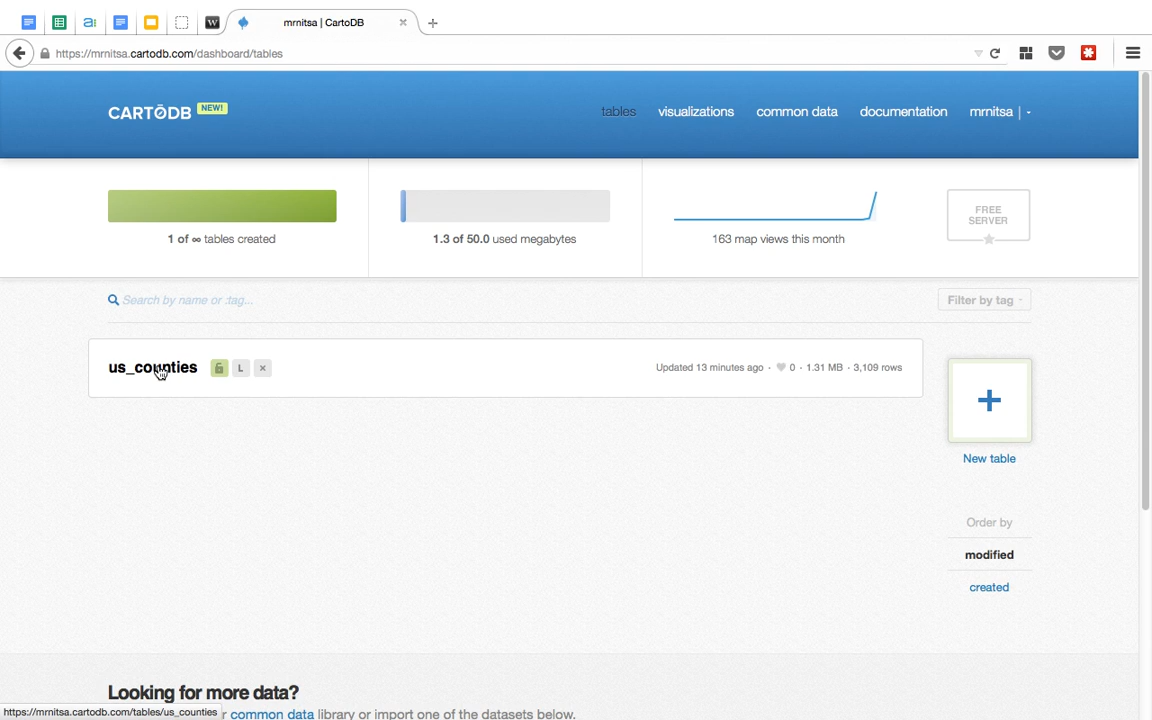 mrnitsa | CartoDB
https://mrnitsa.cartodb.com/dashboard/tables
CARTODB NEW!
tables visualizations common data documentation mrnitsa
1 of ∞ tables created
1.3 of 50.0 used megabytes
163 map views this month
FREE
SERVER
Search by name or :tag...
Filter by tag
us_counties L
Updated 13 minutes ago · 0 · 1.31 MB · 3,109 rows
New table
Order by
modified
created
Looking for more data?
https://mrnitsa.cartodb.com/tables/us_counties
r common data library or import one of the datasets below.